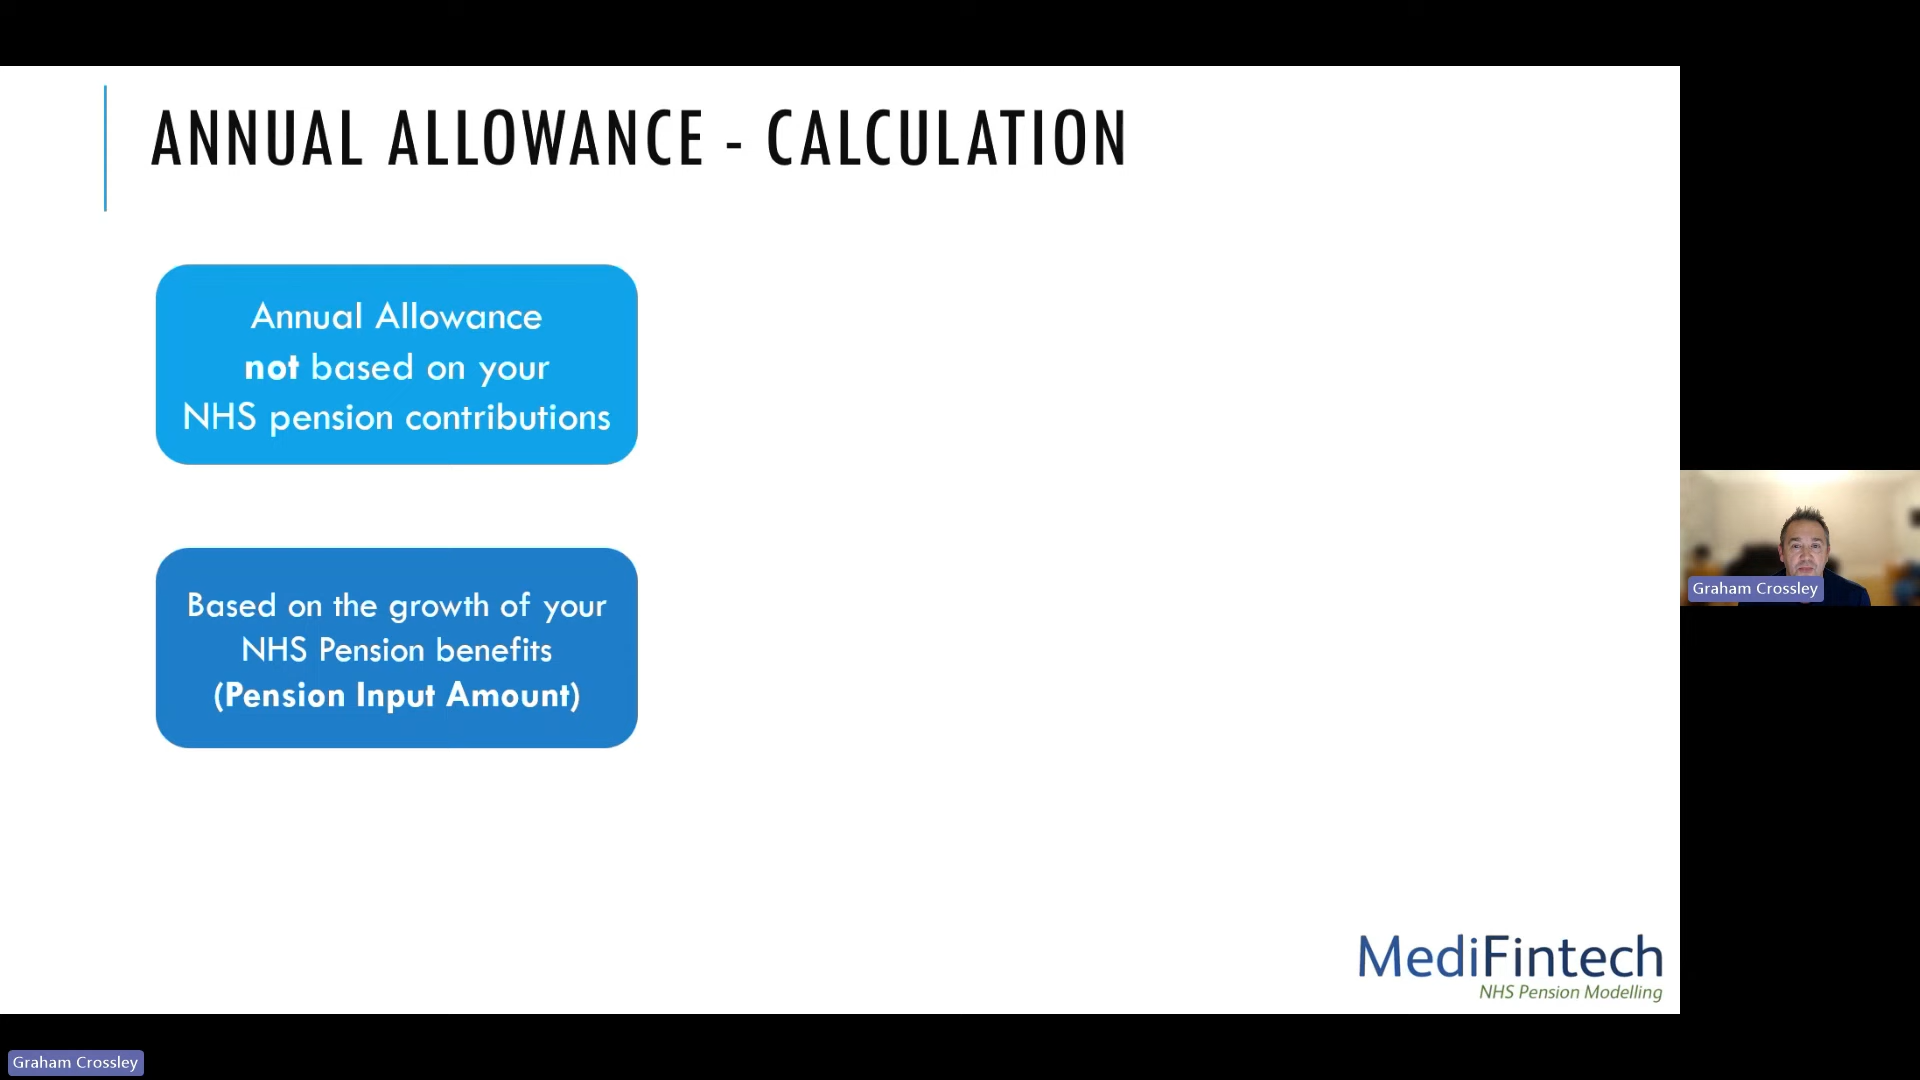 ANNUAL ALLOWANCE - CALCULATION
Annual Allowance
not based on your
NHS pension contributions
Based on the growth of your
NHS Pension benefits
(Pension Input Amount)
Graham Crossley
MediFintech
NHS Pension Modelling
Graham Crossley